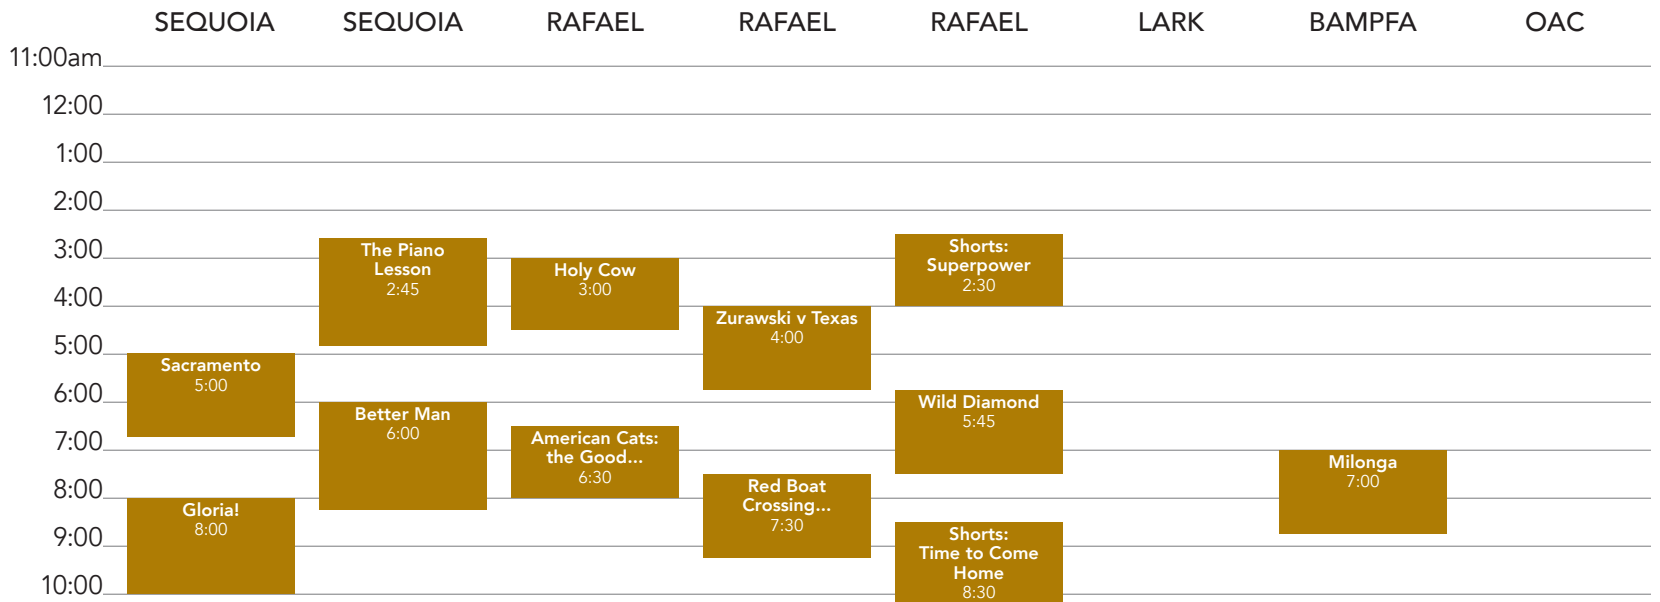 SEQUOIA SEQUOIA RAFAEL RAFAEL RAFAEL LARK BAMPFA OAC
11:00am
12:00
1:00
2:00
3:00
4:00
5:00
6:00
7:00
8:00
9:00
10:00
Sacramento
5:00
Gloria!
8:00
The Piano
Lesson
2:45
Better Man
6:00
Holy Cow
3:00
American Cats:
the Good...
6:30
Zurawski v Texas
4:00
Red Boat
Crossing...
7:30
Shorts:
Superpower
2:30
Wild Diamond
5:45
Shorts:
Time to Come
Home
8:30
Milonga
7:00